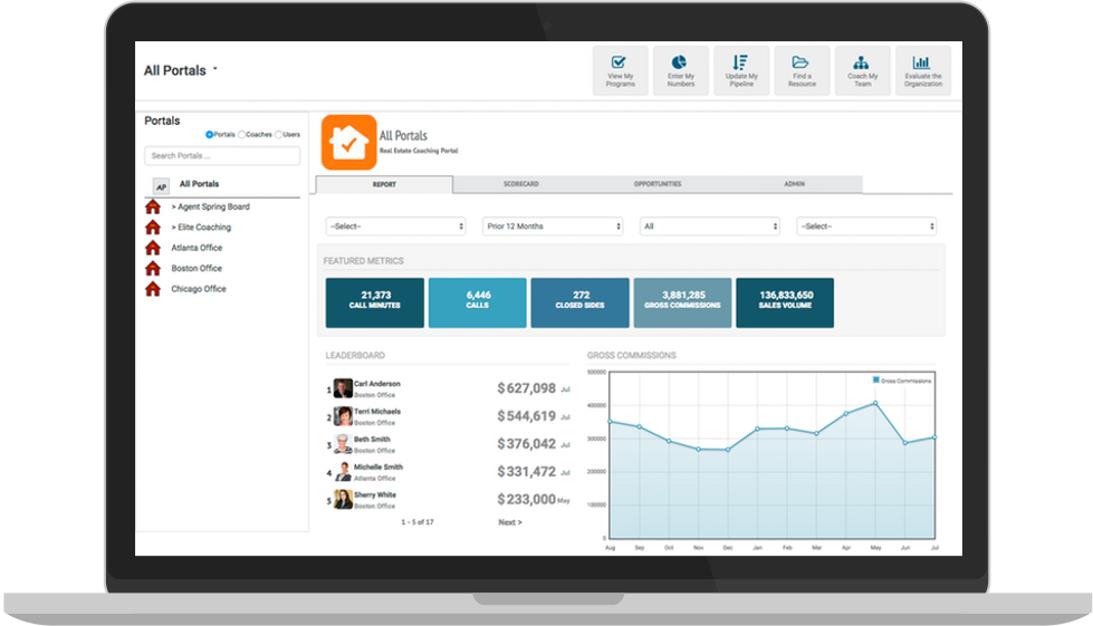 All Portals
View My
Programs
Enter My
Numbers
Update My
Pipeline
Find a
Resource
Coach My
Team
Evaluate the
Organization
Portals
Portals Coaches Users
Search Portals ...
AP All Portals
> Agent Spring Board
> Elite Coaching
Atlanta Office
Boston Office
Chicago Office
All Portals
Real Estate Coaching Portal
REPORT SCORECARD OPPORTUNITIES ADMIN
--Select-- Prior 12 Months All --Select--
FEATURED METRICS
21,373
CALL MINUTES
6,446
CALLS
272
CLOSED SIDES
3,881,285
GROSS COMMISSIONS
136,833,650
SALES VOLUME
LEADERBOARD
1 Carl Anderson $627,098 Jul
Boston Office
2 Terri Michaels $544,619 Jul
Boston Office
3 Beth Smith $376,042 Jul
Boston Office
4 Michelle Smith $331,472 Jul
Atlanta Office
5 Sherry White $233,000 May
Boston Office
1 - 5 of 17 Next >
GROSS COMMISSIONS
Gross Commissions
500000
400000
300000
200000
100000
0
Aug Sep Oct Nov Dec Jan Feb Mar Apr May Jun Jul